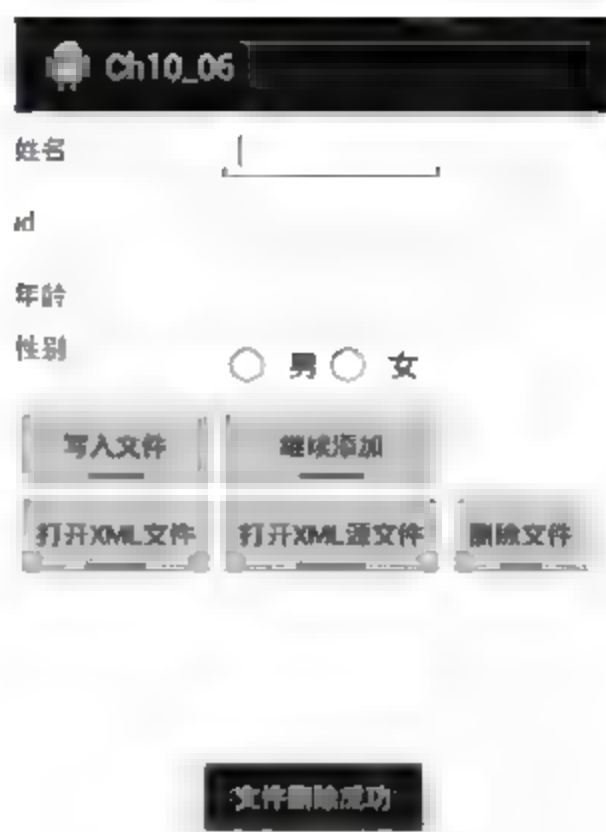 Ch10_06
姓名
id
年龄
性别
男 女
写入文件 继续添加
打开XML文件 打开XML源文件 删除文件
文件删除成功